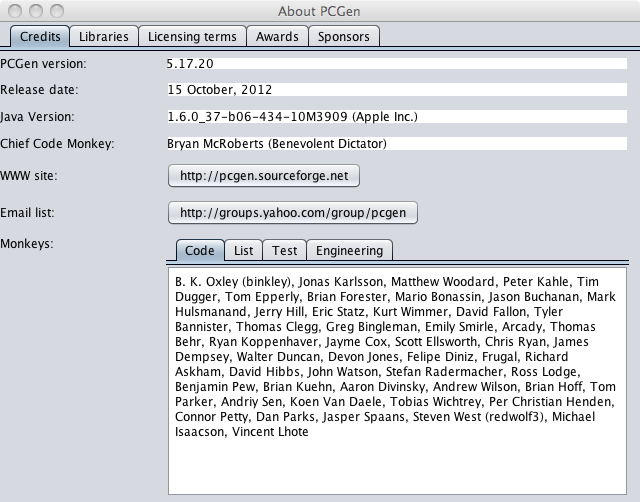 About PCGen
Credits Libraries Licensing terms Awards Sponsors
PCGen version: 5.17.20
Release date: 15 October, 2012
Java Version: 1.6.0_37-b06-434-10M3909 (Apple Inc.)
Chief Code Monkey: Bryan McRoberts (Benevolent Dictator)
WWW site: http://pcgen.sourceforge.net
Email list: http://groups.yahoo.com/group/pcgen
Monkeys: Code List Test Engineering
B. K. Oxley (binkley), Jonas Karlsson, Matthew Woodard, Peter Kahle, Tim
Dugger, Tom Epperly, Brian Forester, Mario Bonassin, Jason Buchanan, Mark
Hulsmanand, Jerry Hill, Eric Statz, Kurt Wimmer, David Fallon, Tyler
Bannister, Thomas Clegg, Greg Bingleman, Emily Smirle, Arcady, Thomas
Behr, Ryan Koppenhaver, Jayme Cox, Scott Ellsworth, Chris Ryan, James
Dempsey, Walter Duncan, Devon Jones, Felipe Diniz, Frugal, Richard
Askham, David Hibbs, John Watson, Stefan Radermacher, Ross Lodge,
Benjamin Pew, Brian Kuehn, Aaron Divinsky, Andrew Wilson, Brian Hoff, Tom
Parker, Andriy Sen, Koen Van Daele, Tobias Wichtrey, Per Christian Henden,
Connor Petty, Dan Parks, Jasper Spaans, Steven West (redwolf3), Michael
Isaacson, Vincent Lhote